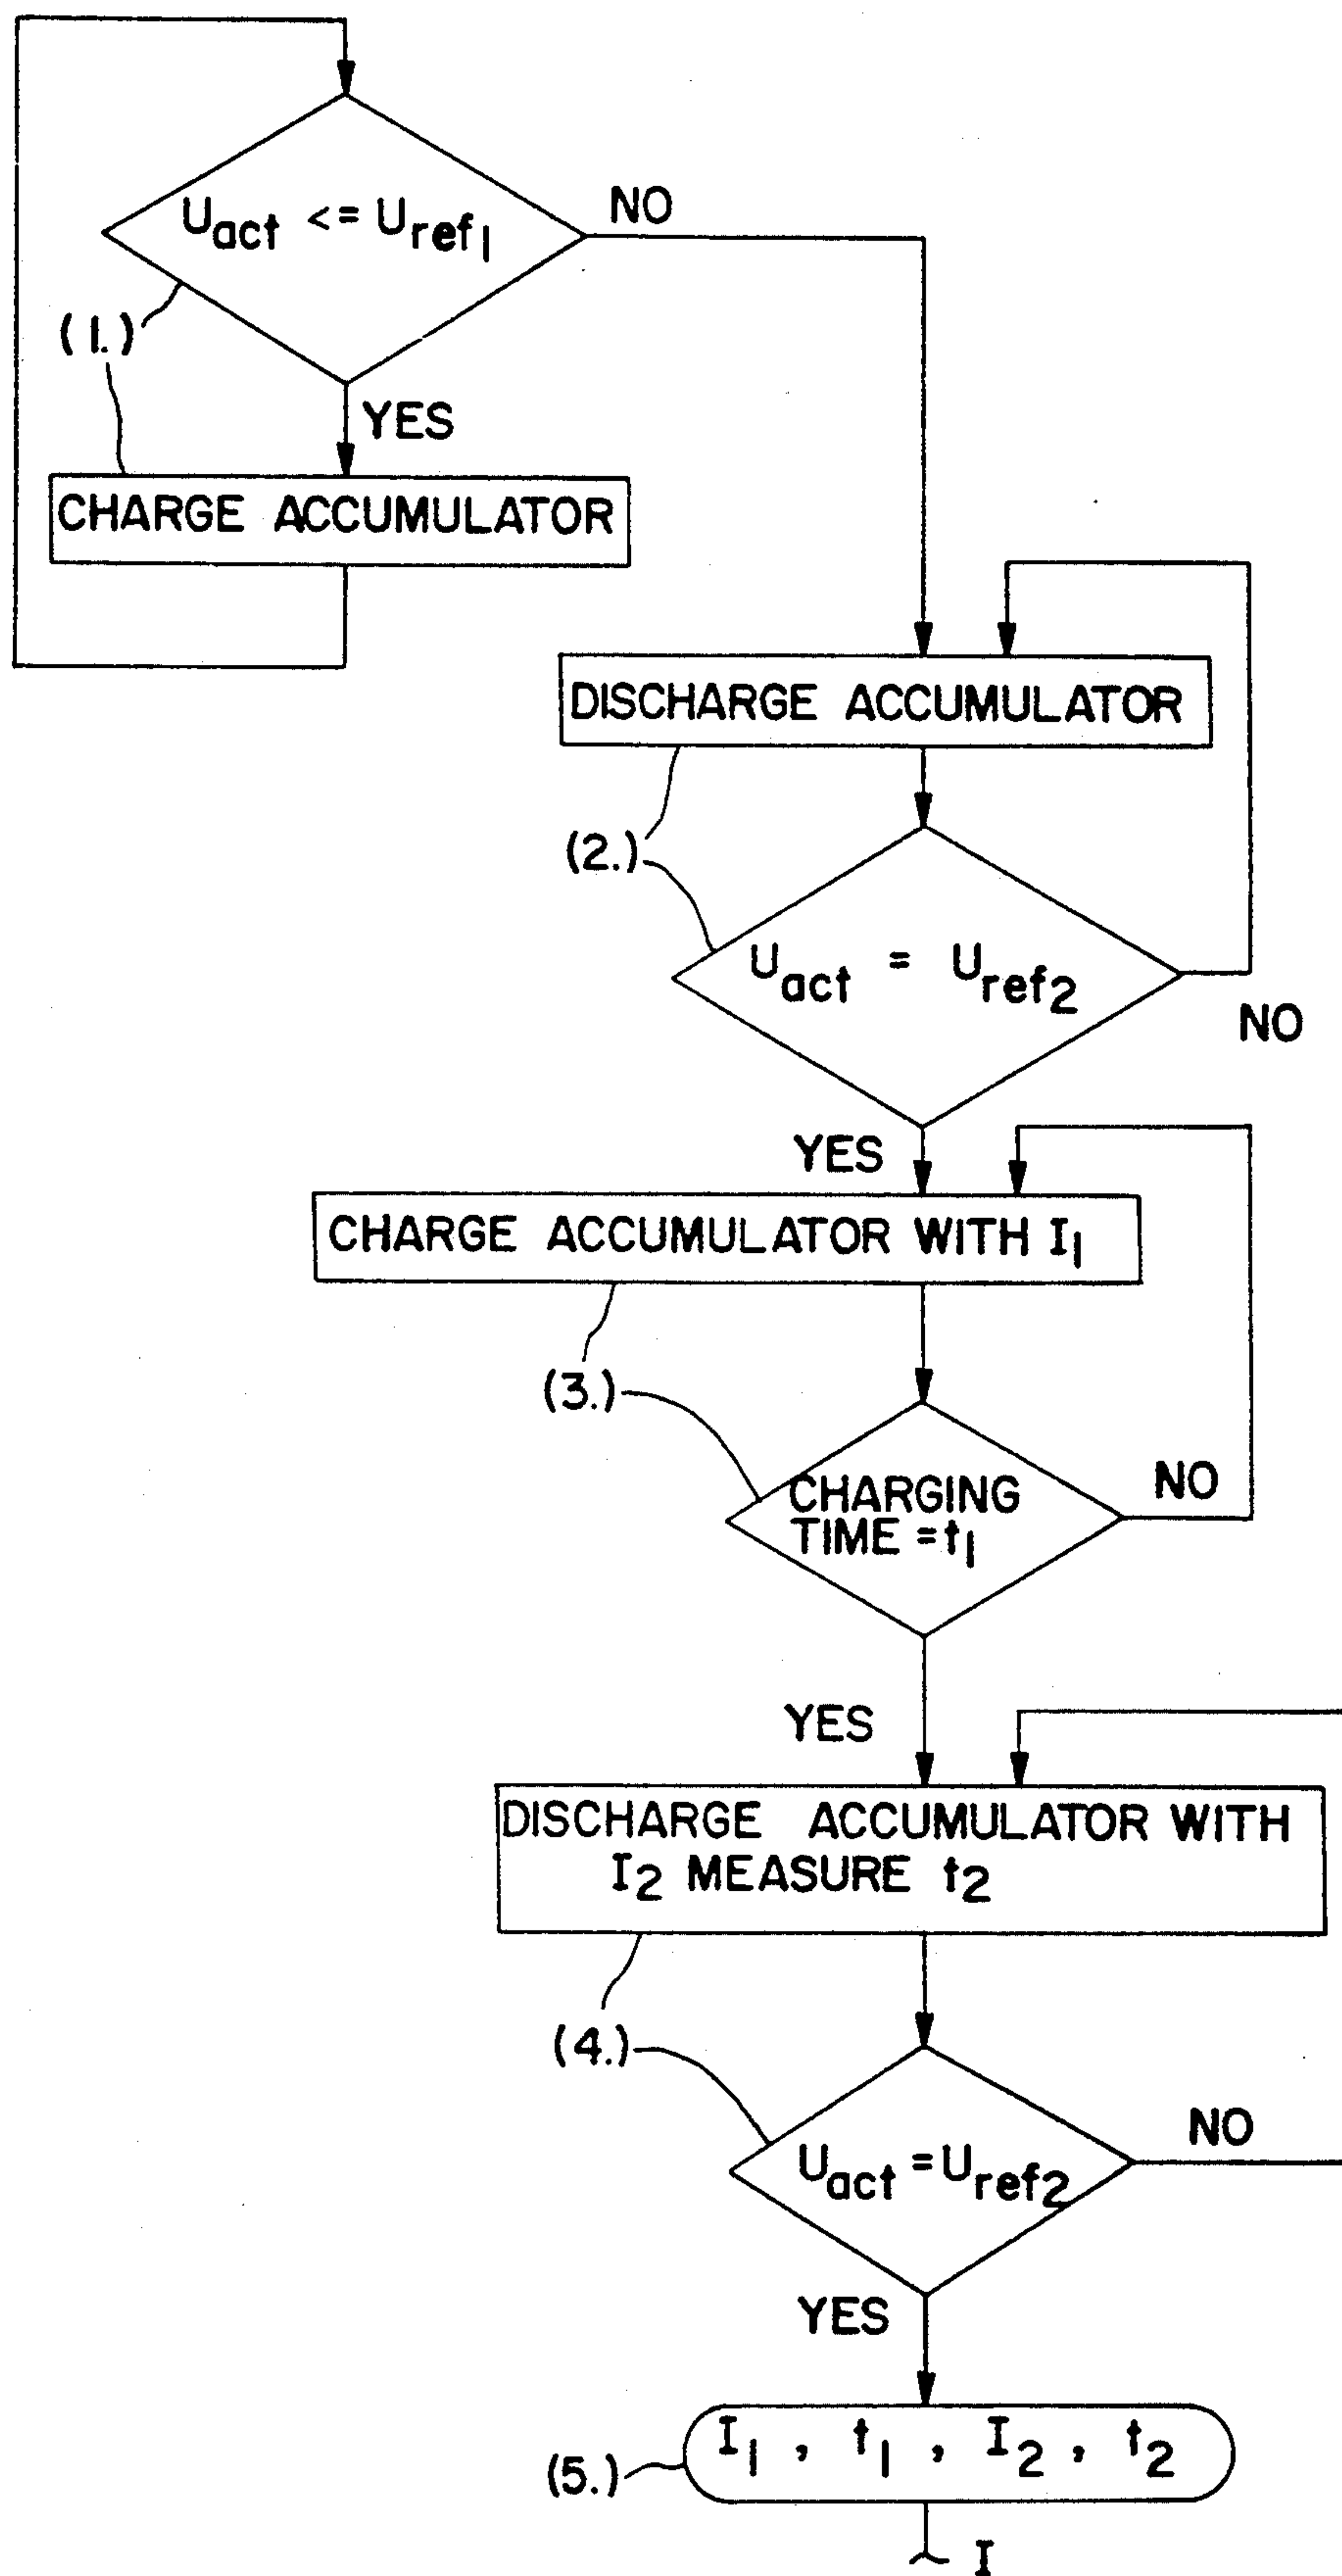 U_act <= U_ref1
NO
(1.)
YES
CHARGE ACCUMULATOR
DISCHARGE ACCUMULATOR
(2.)
U_act = U_ref2
NO
YES
CHARGE ACCUMULATOR WITH I1
(3.)
CHARGING
TIME = t1
NO
YES
DISCHARGE ACCUMULATOR WITH
I2 MEASURE t2
(4.)
U_act = U_ref2
NO
YES
I1 , t1 , I2 , t2
(5.)
I